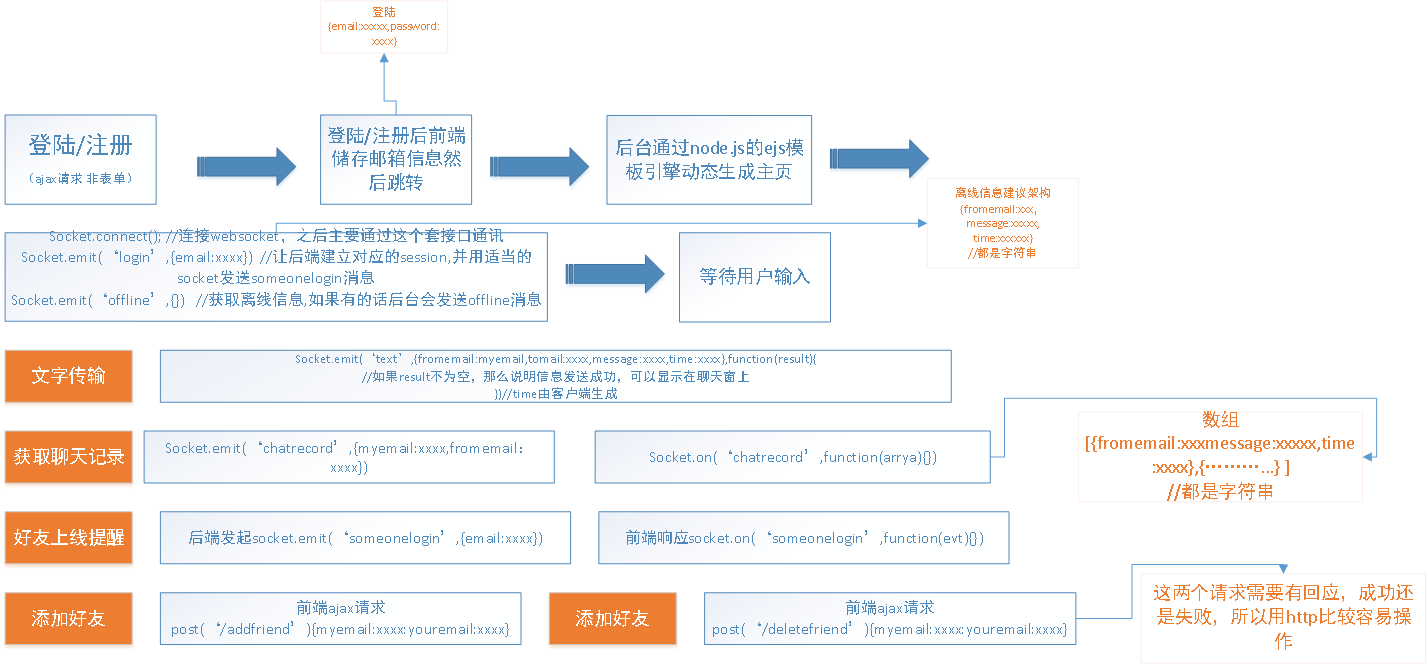 登陆
{email:xxxxx,password:
xxxx}
登陆/注册
（ajax请求 非表单）
登陆/注册后前端
储存邮箱信息然
后跳转
后台通过node.js的ejs模
板引擎动态生成主页
离线信息建议架构
{fromemail:xxx,
message:xxxxx,
time:xxxxxx}
//都是字符串
Socket.connect(); //连接websocket，之后主要通过这个套接口通讯
Socket.emit(‘login’,{email:xxxx}) //让后端建立对应的session,并用适当的
socket发送someonelogin消息
Socket.emit(‘offline’,{}) //获取离线信息,如果有的话后台会发送offline消息
等待用户输入
文字传输
Socket.emit(‘text’,{fromemail:myemail,tomail:xxxx,message:xxxx,time:xxxx},function(result){
//如果result不为空，那么说明信息发送成功，可以显示在聊天窗上
})//time由客户端生成
获取聊天记录
Socket.emit(‘chatrecord’,{myemail:xxxx,fromemail：
xxxx})
Socket.on(‘chatrecord’,function(arrya){})
数组
[{fromemail:xxxmessage:xxxxx,time
:xxxx},{………...} ]
//都是字符串
好友上线提醒
后端发起socket.emit(‘someonelogin’,{email:xxxx})
前端响应socket.on(‘someonelogin’,function(evt){})
添加好友
前端ajax请求
post(‘/addfriend’){myemail:xxxx:youremail:xxxx}
添加好友
前端ajax请求
post(‘/deletefriend’){myemail:xxxx:youremail:xxxx}
这两个请求需要有回应，成功还
是失败，所以用http比较容易操
作